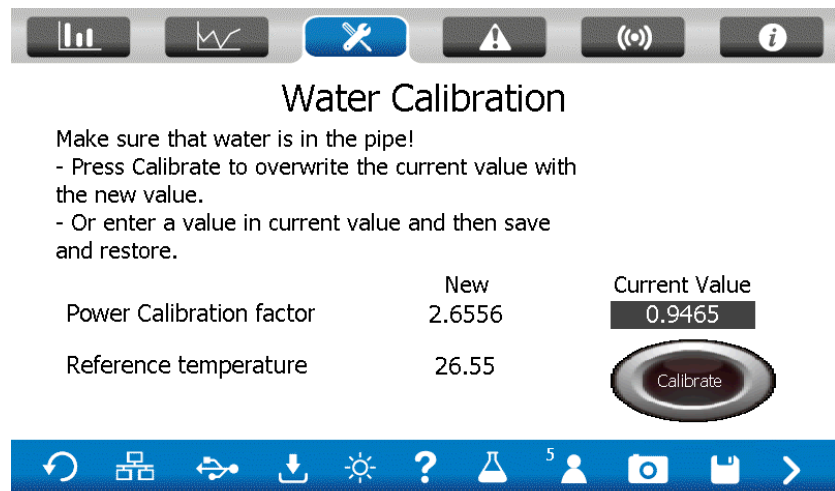 Water Calibration
Make sure that water is in the pipe!
- Press Calibrate to overwrite the current value with
the new value.
- Or enter a value in current value and then save
and restore.
New Current Value
Power Calibration factor 2.6556 0.9465
Reference temperature 26.55
Calibrate
5